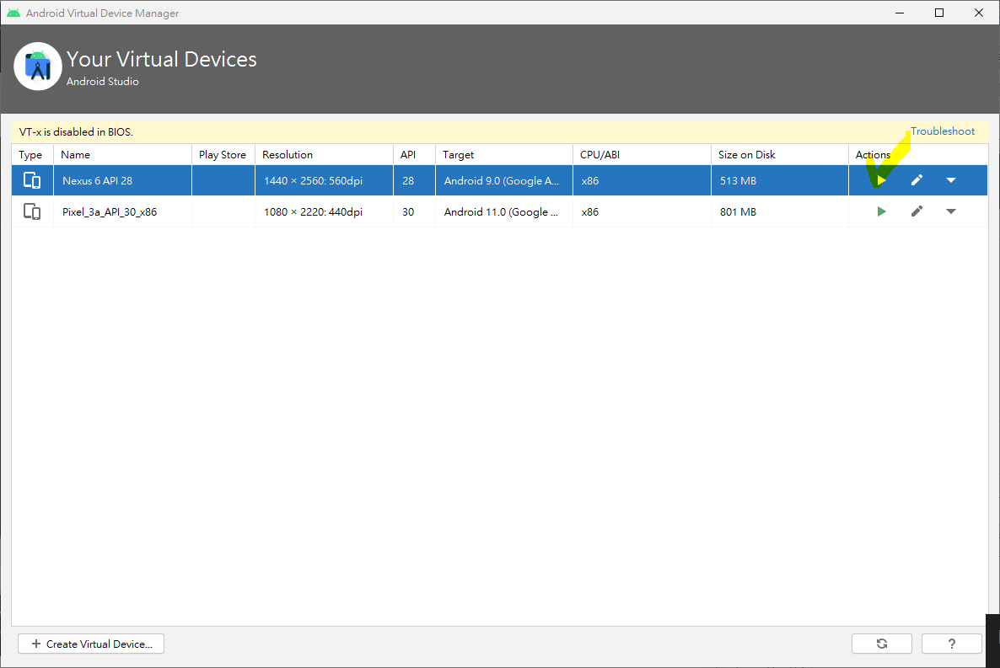 Android Virtual Device Manager
Your Virtual Devices
Android Studio
VT-x is disabled in BIOS. Troubleshoot
Type Name Play Store Resolution API Target CPU/ABI Size on Disk Actions
Nexus 6 API 28 1440 × 2560: 560dpi 28 Android 9.0 (Google A... x86 513 MB
Pixel_3a_API_30_x86 1080 × 2220: 440dpi 30 Android 11.0 (Google ... x86 801 MB
+ Create Virtual Device... ?